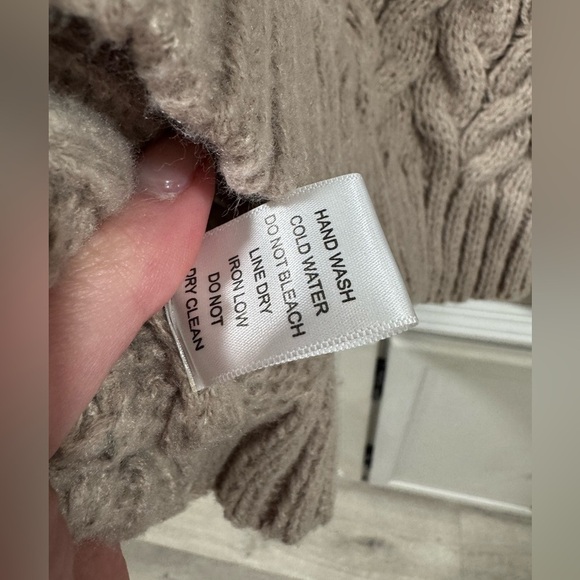 HAND WASH
COLD WATER
DO NOT BLEACH
LINE DRY
IRON LOW
DO NOT
DRY CLEAN